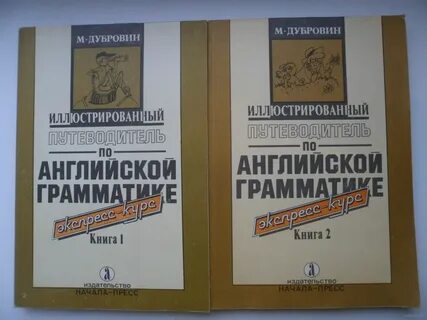 М·ДУБРОВИН
ИЛЛЮСТРИРОВАННЫЙ
ПУТЕВОДИТЕЛЬ
ПО
АНГЛИЙСКОЙ
ГРАММАТИКЕ
экспресс-курс
Книга 1
А
издательство
НАЧАЛА-ПРЕСС
М·ДУБРОВИН
ИЛЛЮСТРИРОВАННЫЙ
ПУТЕВОДИТЕЛЬ
ПО
АНГЛИЙСКОЙ
ГРАММАТИКЕ
экспресс-курс
Книга 2
А
издательство
НАЧАЛА-ПРЕСС